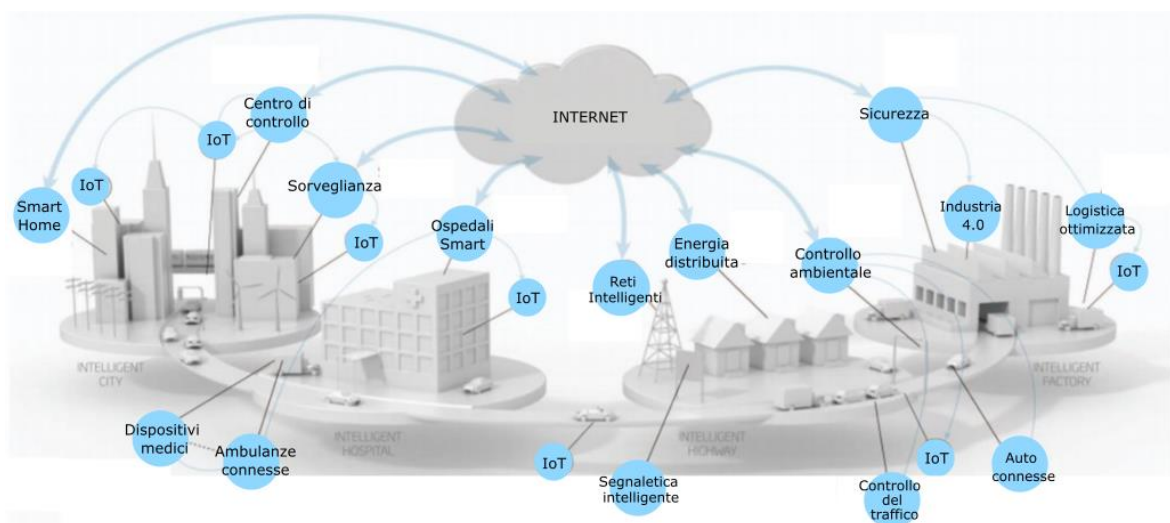 INTERNET
Centro di
controllo
IoT
IoT
Smart
Home
Sorveglianza
IoT
Ospedali
Smart
IoT
Reti
Intelligenti
Energia
distribuita
Controllo
ambientale
Sicurezza
Industria
4.0
Logistica
ottimizzata
IoT
INTELLIGENT
CITY
INTELLIGENT
HOSPITAL
INTELLIGENT
HIGHWAY
INTELLIGENT
FACTORY
Dispositivi
medici
Ambulanze
connesse
IoT
Segnaletica
intelligente
Controllo
del
traffico
IoT
Auto
connesse